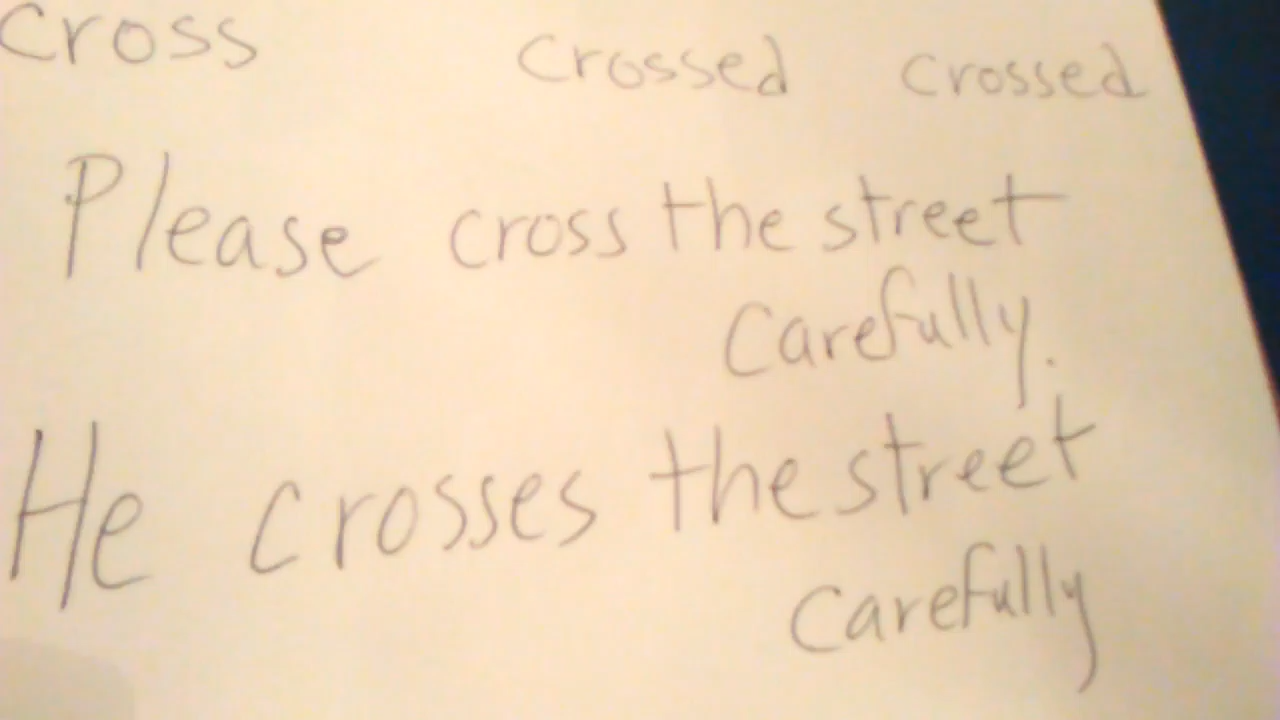 cross crossed crossed
Please cross the street
carefully.
He crosses the street
carefully